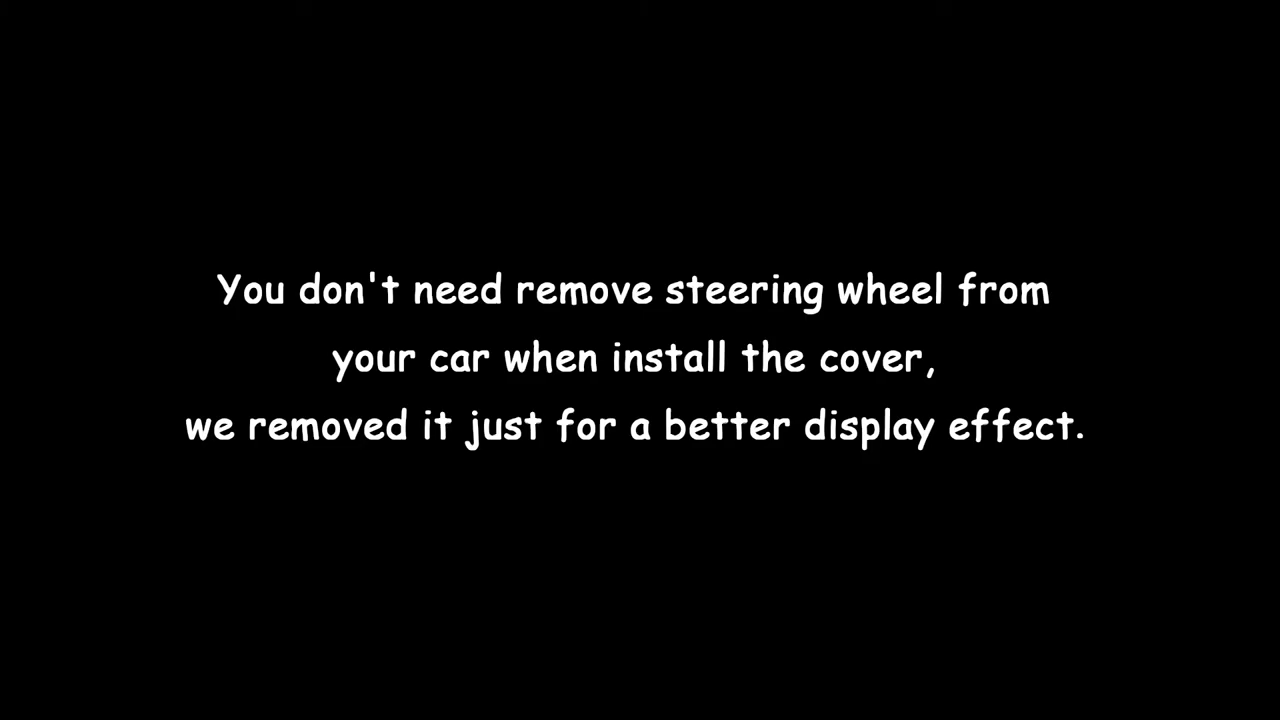 You don't need remove steering wheel from
your car when install the cover,
we removed it just for a better display effect.